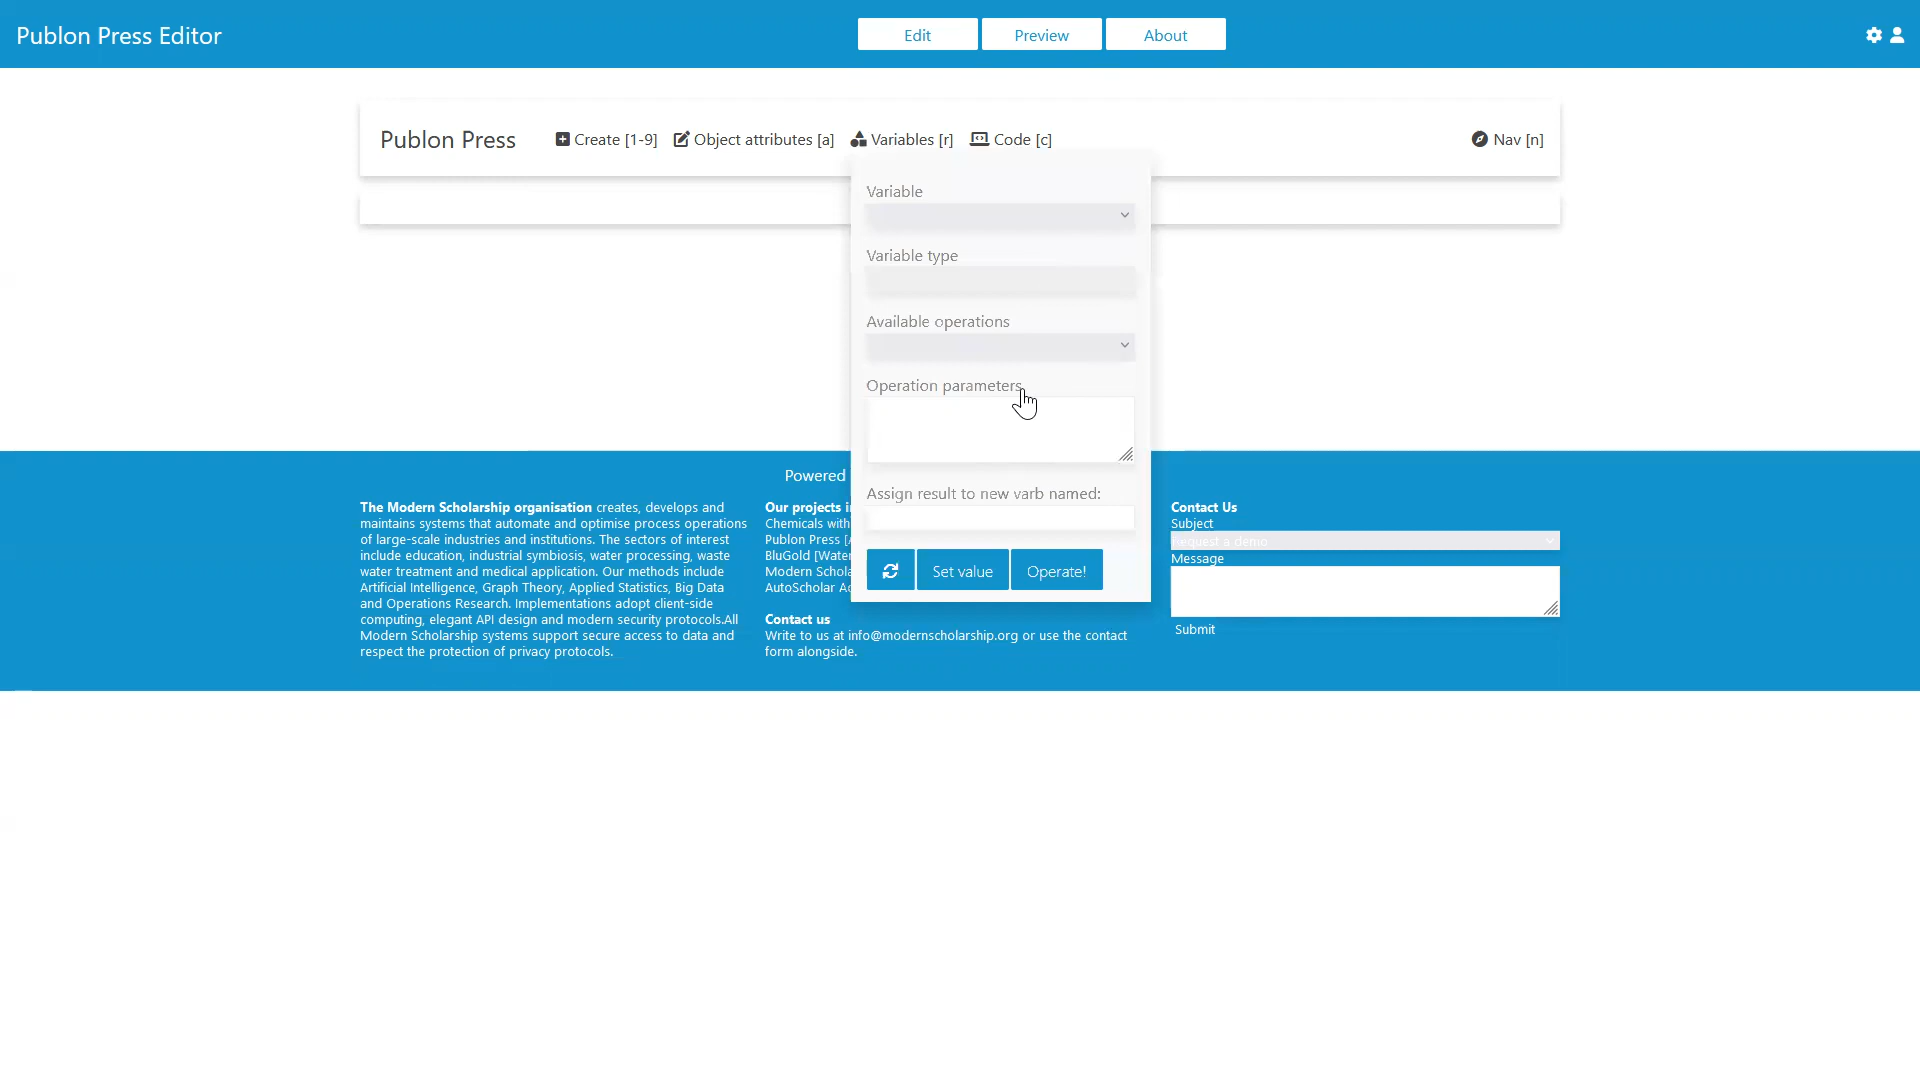 Publon Press Editor
Edit
Preview
About
Publon Press
Create [1-9]
Object attributes [a]
Variables [r]
Code [c]
Nav [n]
Variable
Variable type
Available operations
Operation parameters
Assign result to new varb named:
Set value
Operate!
Powered
The Modern Scholarship organisation creates, develops and
maintains systems that automate and optimise process operations
of large-scale industries and institutions. The sectors of interest
include education, industrial symbiosis, water processing, waste
water treatment and medical application. Our methods include
Artificial Intelligence, Graph Theory, Applied Statistics, Big Data
and Operations Research. Implementations adopt client-side
computing, elegant API design and modern security protocols.All
Modern Scholarship systems support secure access to data and
respect the protection of privacy protocols.
Our projects
Chemicals with
Publon Press
BluGold [Water
Modern
AutoScholar
Contact us
Write to us at info@modernscholarship.org or use the contact
form alongside.
Contact Us
Subject
Request a demo
Message
Submit